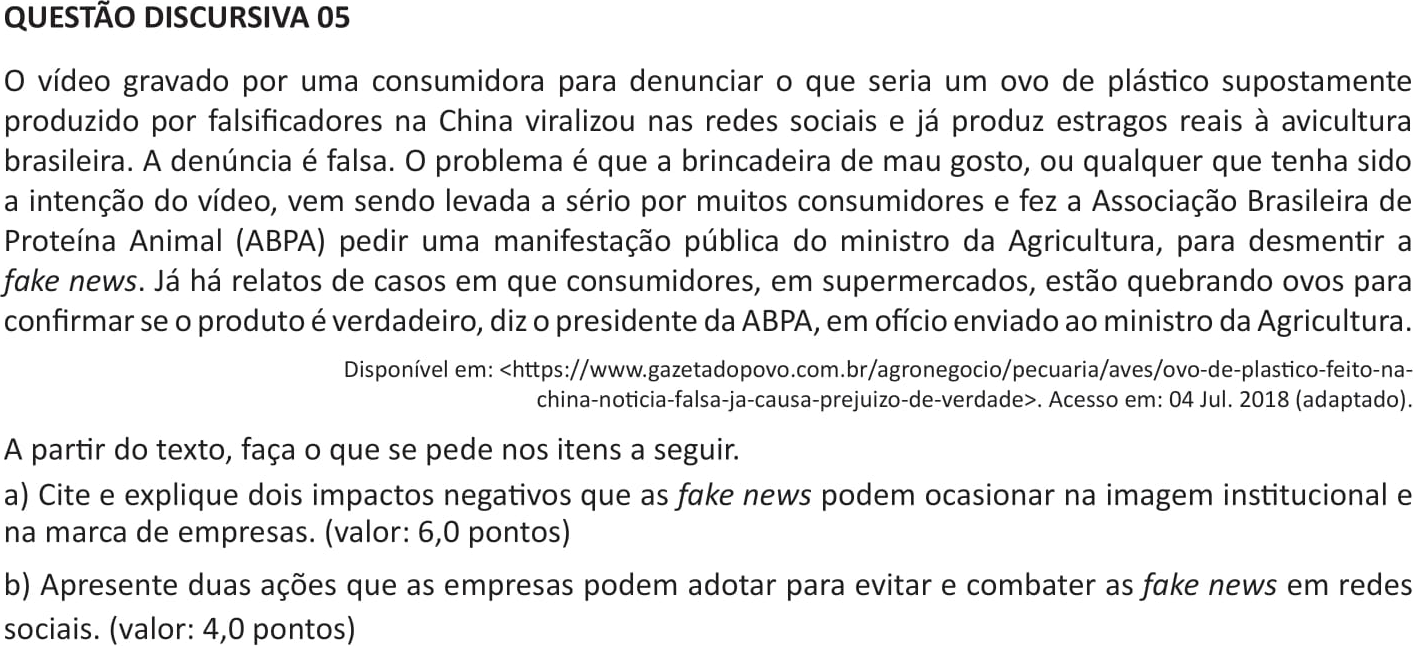 QUESTÃO DISCURSIVA 05
O vídeo gravado por uma consumidora para denunciar o que seria um ovo de plástico supostamente
produzido por falsificadores na China viralizou nas redes sociais e já produz estragos reais à avicultura
brasileira. A denúncia é falsa. O problema é que a brincadeira de mau gosto, ou qualquer que tenha sido
a intenção do vídeo, vem sendo levada a sério por muitos consumidores e fez a Associação Brasileira de
Proteína Animal (ABPA) pedir uma manifestação pública do ministro da Agricultura, para desmentir a
fake news. Já há relatos de casos em que consumidores, em supermercados, estão quebrando ovos para
confirmar se o produto é verdadeiro, diz o presidente da ABPA, em ofício enviado ao ministro da Agricultura.
Disponível em: <https://www.gazetadopovo.com.br/agronegocio/pecuaria/aves/ovo-de-plastico-feito-na-
china-noticia-falsa-ja-causa-prejuizo-de-verdade>. Acesso em: 04 Jul. 2018 (adaptado).
A partir do texto, faça o que se pede nos itens a seguir.
a) Cite e explique dois impactos negativos que as fake news podem ocasionar na imagem institucional e
na marca de empresas. (valor: 6,0 pontos)
b) Apresente duas ações que as empresas podem adotar para evitar e combater as fake news em redes
sociais. (valor: 4,0 pontos)